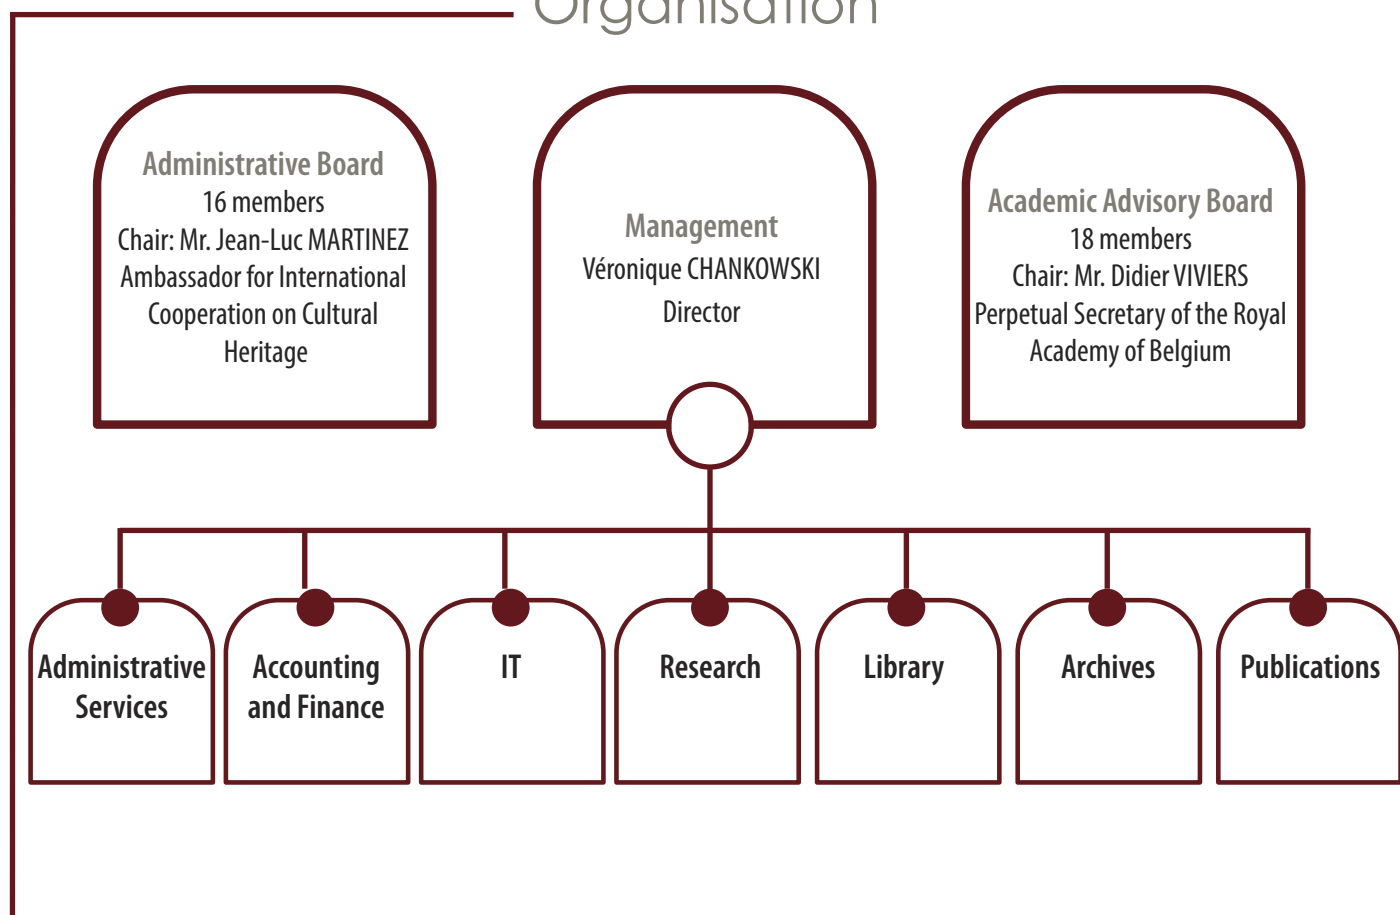 Organisation
Administrative Board
16 members
Chair: Mr. Jean-Luc MARTINEZ
Ambassador for International
Cooperation on Cultural
Heritage
Management
Véronique CHANKOWSKI
Director
Academic Advisory Board
18 members
Chair: Mr. Didier VIVIERS
Perpetual Secretary of the Royal
Academy of Belgium
Administrative
Services
Accounting
and Finance
IT
Research
Library
Archives
Publications